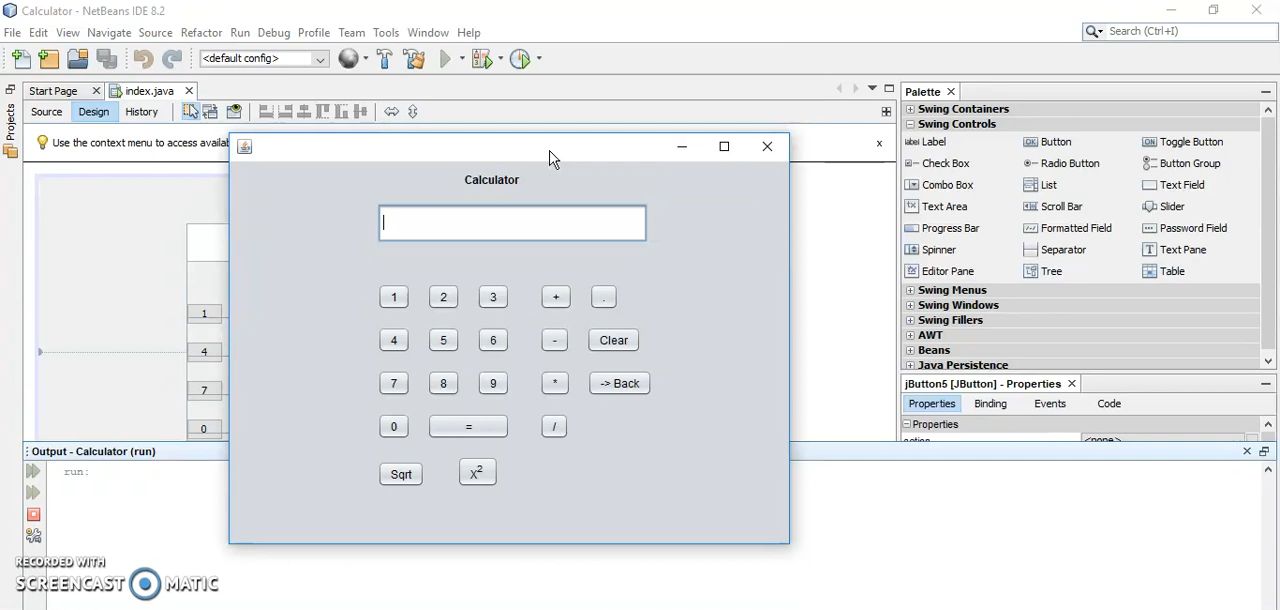 Calculator - NetBeans IDE 8.2
File Edit View Navigate Source Refactor Run Debug Profile Team Tools Window Help
Search (Ctrl+I)
<default config>
Start Page
index.java
Source Design History
Use the context menu to access
Projects
Calculator
1 2 3 + .
4 5 6 - Clear
7 8 9 * -> Back
0 = /
Sqrt X²
1
4
7
0
Palette
Swing Containers
Swing Controls
Label Button Toggle Button
Check Box Radio Button Button Group
Combo Box List Text Field
Text Area Scroll Bar Slider
Progress Bar Formatted Field Password Field
Spinner Separator Text Pane
Editor Pane Tree Table
Swing Menus
Swing Windows
Swing Fillers
AWT
Beans
Java Persistence
jButton5 [JButton] - Properties
Properties Binding Events Code
Properties
action <none>
Output - Calculator (run)
run:
RECORDED WITH
SCREENCAST MATIC